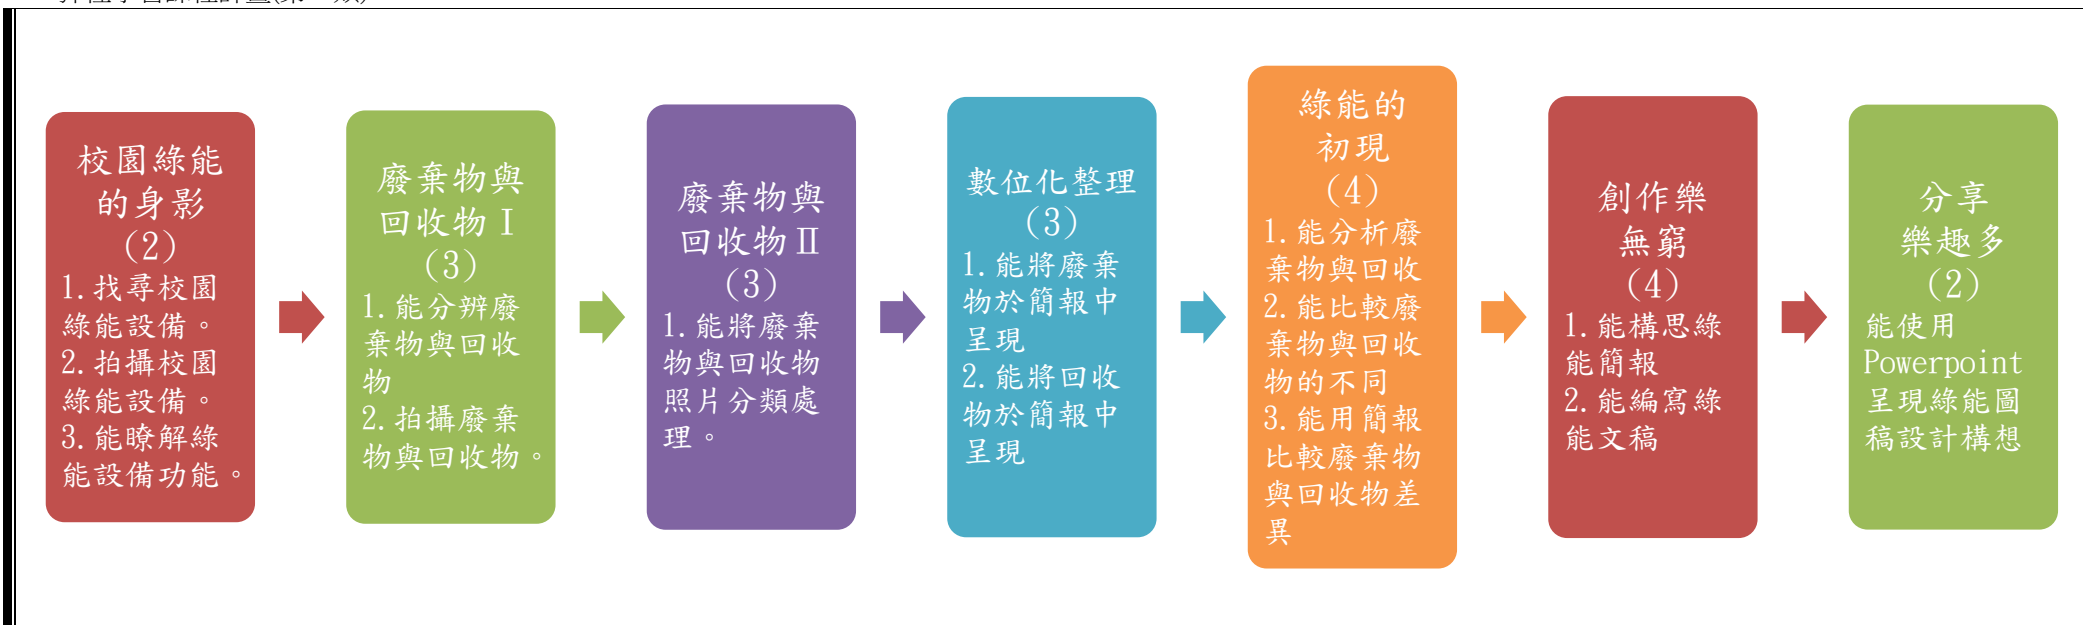 校園綠能
的身影
(2)
1.找尋校園
綠能設備。
2.拍攝校園
綠能設備。
3.能瞭解綠
能設備功能。
廢棄物與
回收物Ⅰ
(3)
1.能分辨廢
棄物與回收
物
2.拍攝廢棄
物與回收物。
廢棄物與
回收物Ⅱ
(3)
1.能將廢棄
物與回收物
照片分類處
理。
數位化整理
(3)
1.能將廢棄
物於簡報中
呈現
2.能將回收
物於簡報中
呈現
綠能的
初現
(4)
1.能分析廢
棄物與回收
2.能比較廢
棄物與回收
物的不同
3.能用簡報
比較廢棄物
與回收物差
異
創作樂
無窮
(4)
1.能構思綠
能簡報
2.能編寫綠
能文稿
分享
樂趣多
(2)
能使用
Powerpoint
呈現綠能圖
稿設計構想